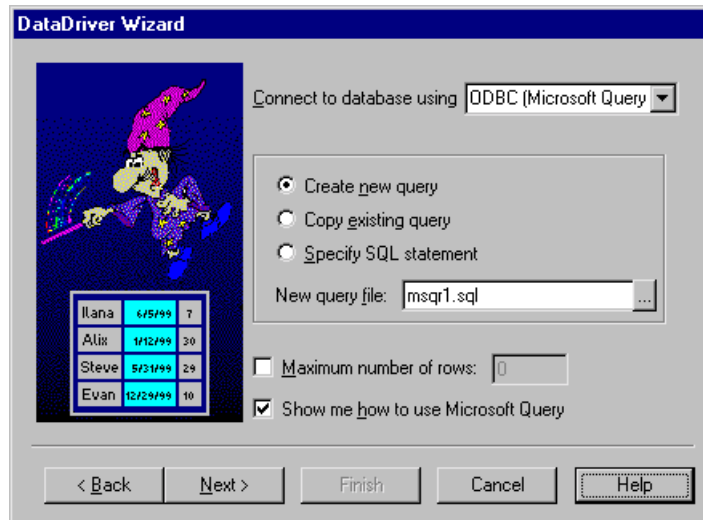 DataDriver Wizard
Connect to database using ODBC (Microsoft Query
Create new query
Copy existing query
Specify SQL statement
New query file: msqr1.sql ...
Ilana 6/5/99 7
Alix 1/12/99 30
Steve 5/31/99 29
Evan 12/29/99 10
Maximum number of rows: 0
Show me how to use Microsoft Query
< Back Next > Finish Cancel Help